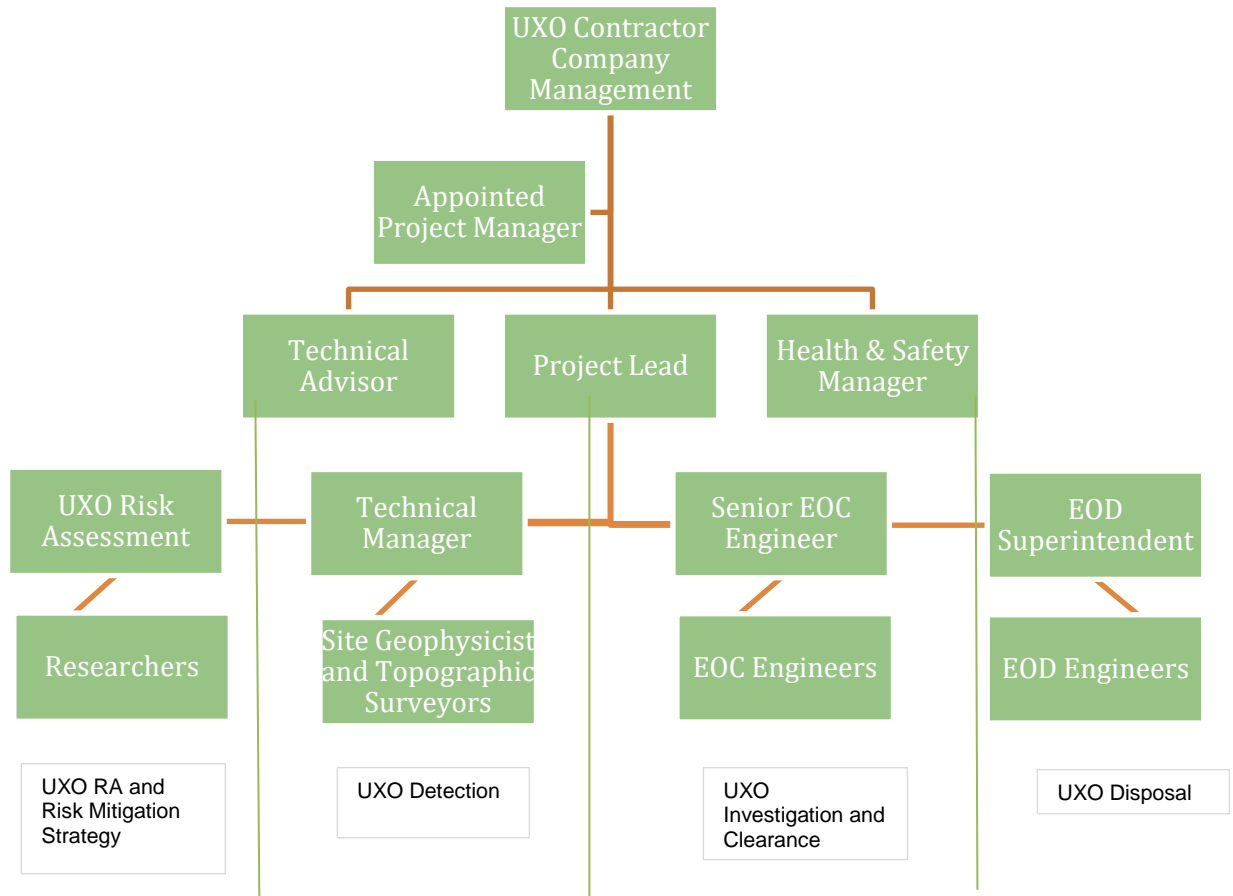 UXO Contractor
Company
Management
Appointed
Project Manager
Technical
Advisor
Project Lead
Health & Safety
Manager
UXO Risk
Assessment
Technical
Manager
Senior EOC
Engineer
EOD
Superintendent
Researchers
Site Geophysicist
and Topographic
Surveyors
EOC Engineers
EOD Engineers
UXO RA and
Risk Mitigation
Strategy
UXO Detection
UXO
Investigation and
Clearance
UXO Disposal